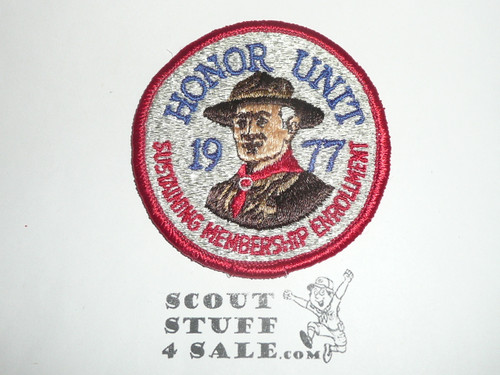 HONOR UNIT
19 77
SUSTAINING MEMBERSHIP ENROLLMENT
SCOUT
STUFF
4 SALE.com